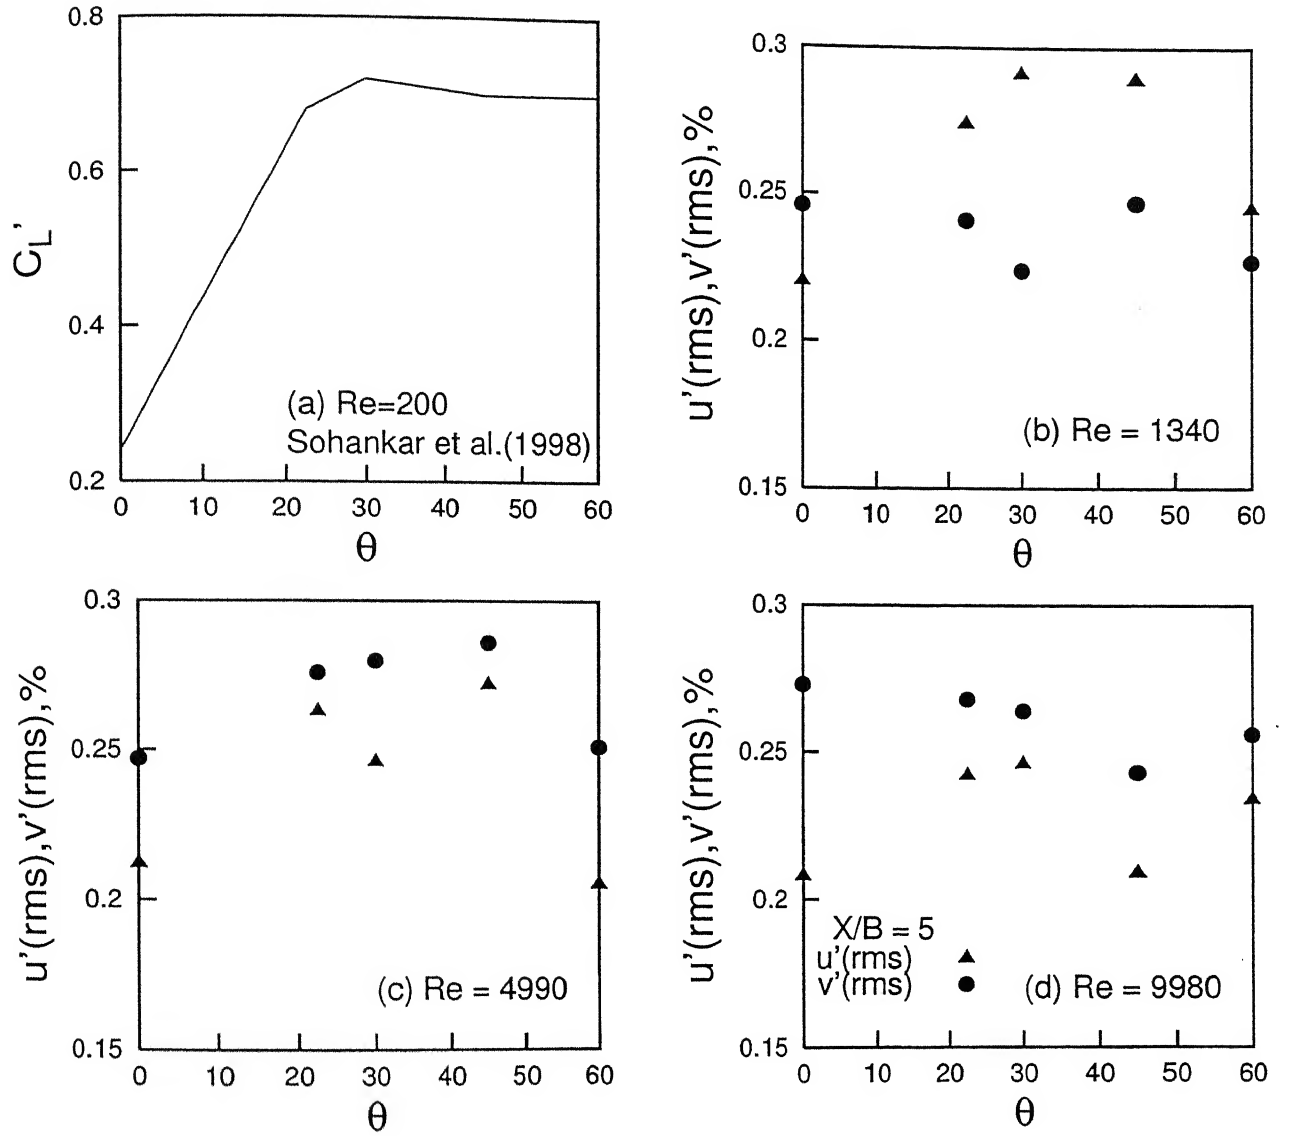 0.8
0.6
0.4
0.2
C_L'
(a) Re=200
Sohankar et al.(1998)
0 10 20 30 40 50 60
θ
0.3
0.25
0.2
0.15
u'(rms),v'(rms),%
(b) Re = 1340
0 10 20 30 40 50 60
θ
0.3
0.25
0.2
0.15
u'(rms),v'(rms),%
(c) Re = 4990
0 10 20 30 40 50 60
θ
0.3
0.25
0.2
0.15
u'(rms),v'(rms),%
X/B = 5
u'(rms)
v'(rms)
(d) Re = 9980
0 10 20 30 40 50 60
θ